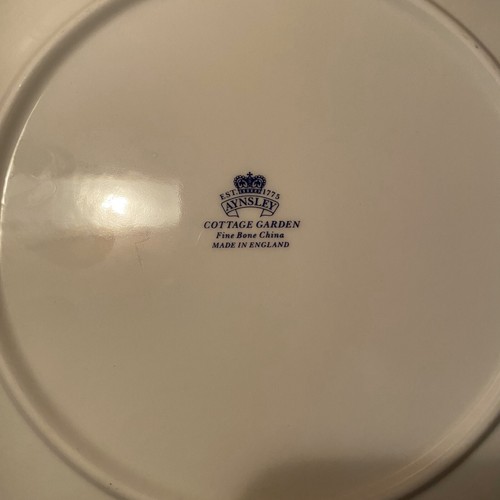 EST. 1775
AYNSLEY
COTTAGE GARDEN
Fine Bone China
MADE IN ENGLAND